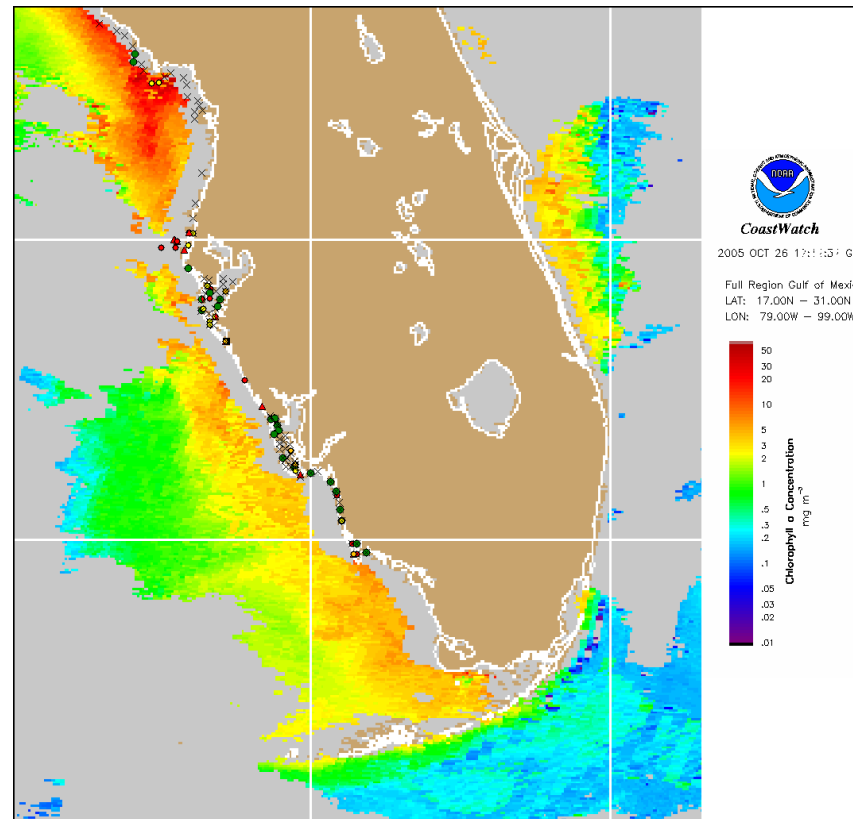 NOAA
CoastWatch
2005 OCT 26
Full Region Gulf of Mexi
LAT: 17.00N – 31.00N
LON: 79.00W – 99.00W
50
30
20
10
5
3
2
1
.5
.3
.2
.1
.05
.03
.02
.01
Chlorophyll a Concentration
mg m⁻³